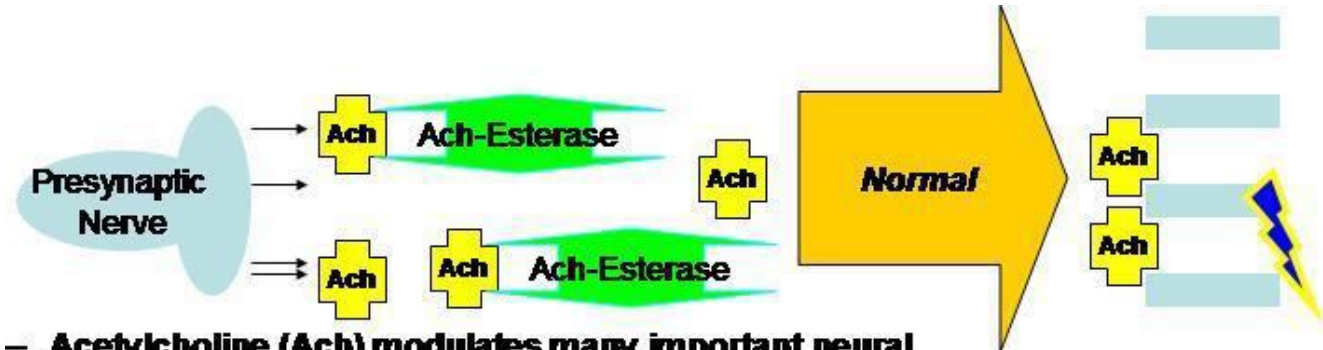 Ach
Ach-Esterase
Presynaptic
Nerve
Ach
Ach
Ach-Esterase
Ach
Normal
Ach
Ach
– Acetylcholine (Ach) modulates many important neural